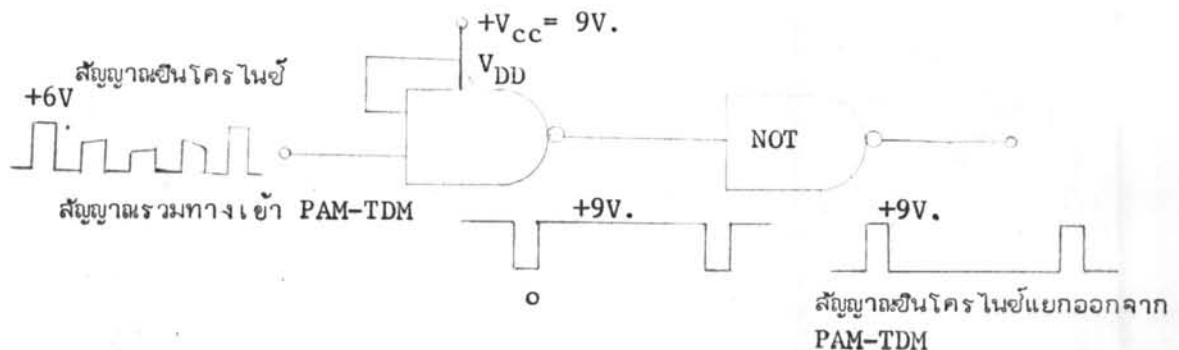 +Vcc= 9V.
สัญญาณซินโครไนซ์
VDD
+6V
NOT
สัญญาณรวมทางเข้า PAM-TDM
+9V.
+9V.
o
สัญญาณซินโครไนซ์แยกออกจาก
PAM-TDM